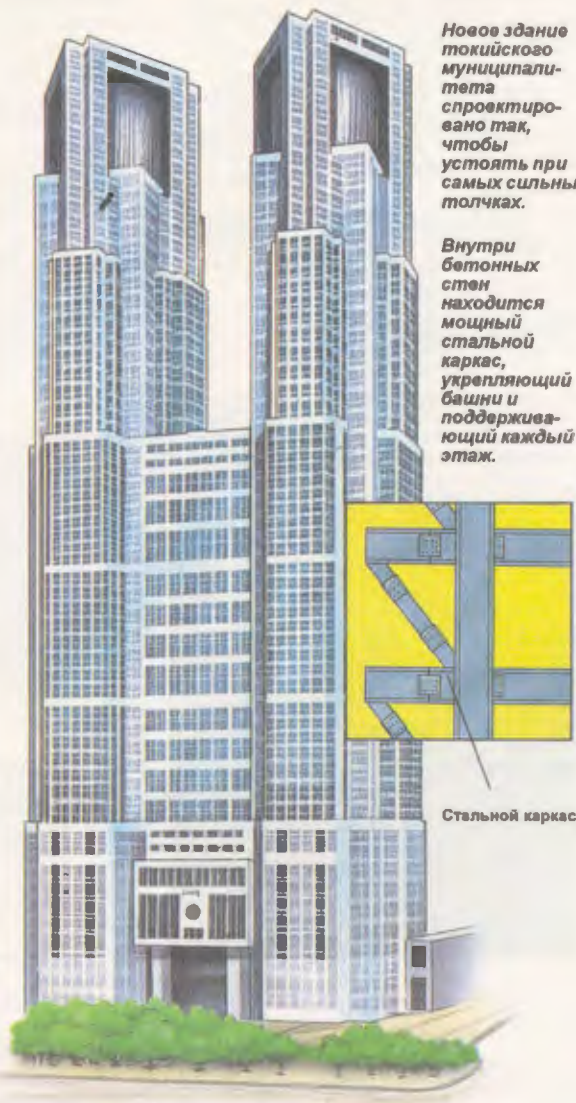 Новое здание
токийского
муниципали-
тета
спроектиро-
вано так,
чтобы
устоять при
самых сильны
толчках.
Внутри
бетонных
стен
находится
мощный
стальной
каркас,
укрепляющий
башни и
поддержива-
ющий каждый
этаж.
Стальной каркас